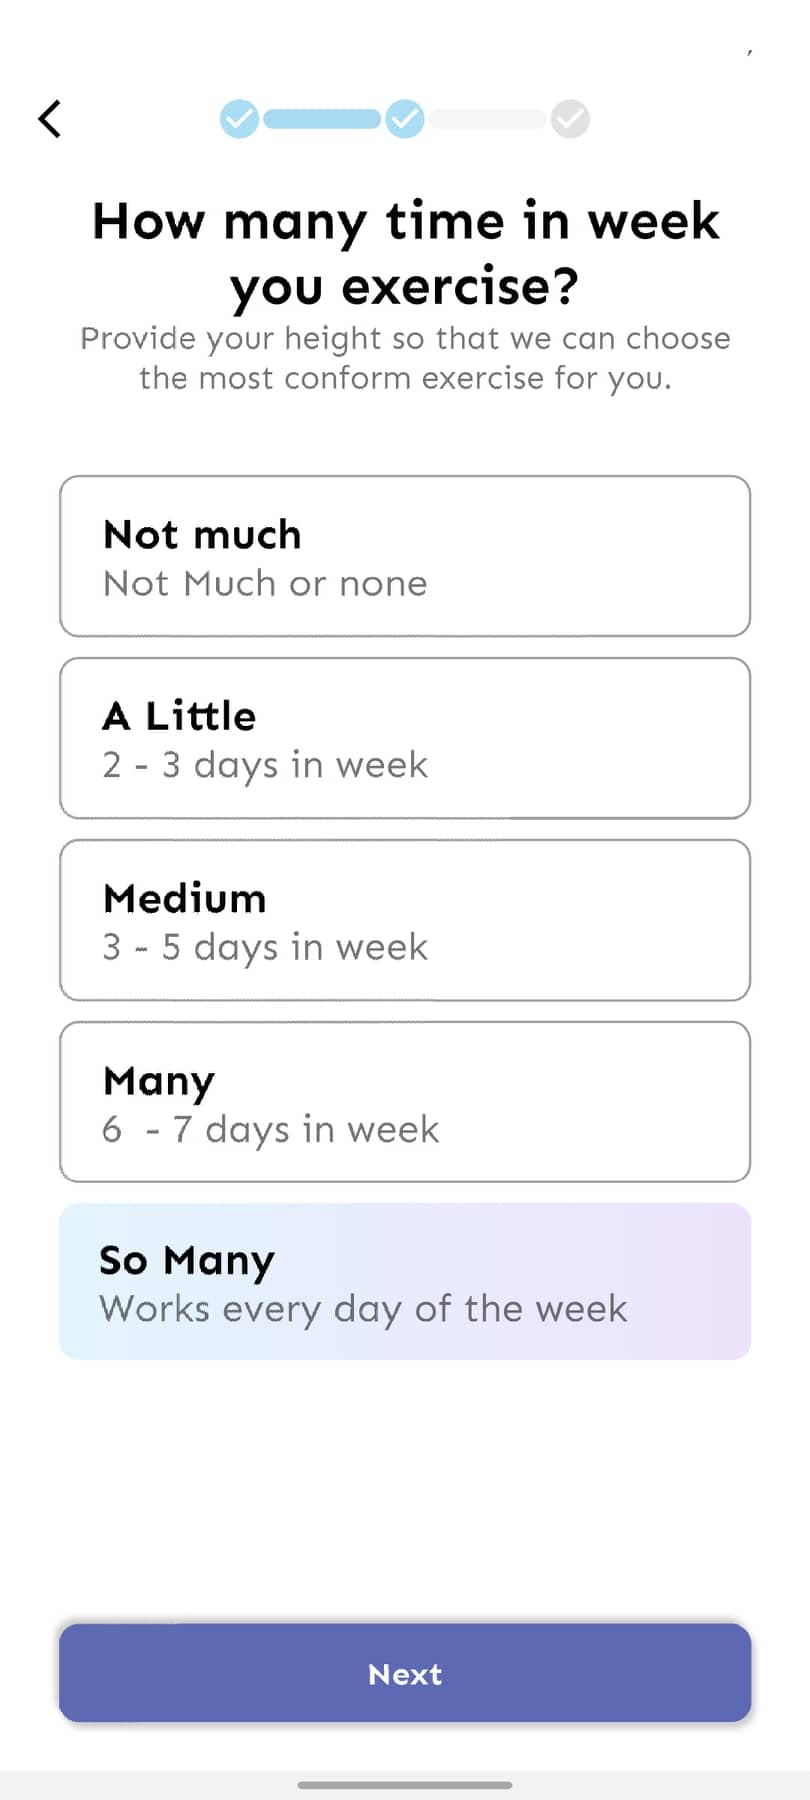 How many time in week
you exercise?
Provide your height so that we can choose
the most conform exercise for you.
Not much
Not Much or none
A Little
2 - 3 days in week
Medium
3 - 5 days in week
Many
6  - 7 days in week
So Many
Works every day of the week
Next